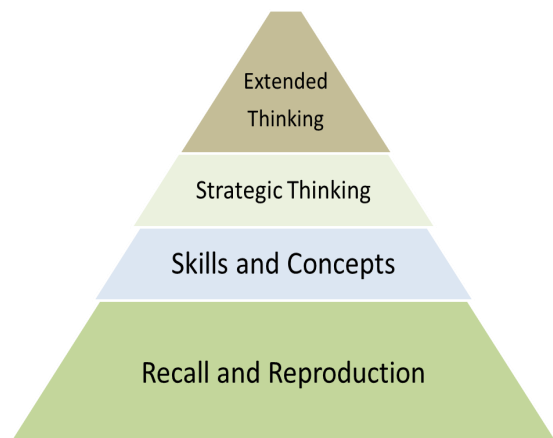 Extended
Thinking
Strategic Thinking
Skills and Concepts
Recall and Reproduction